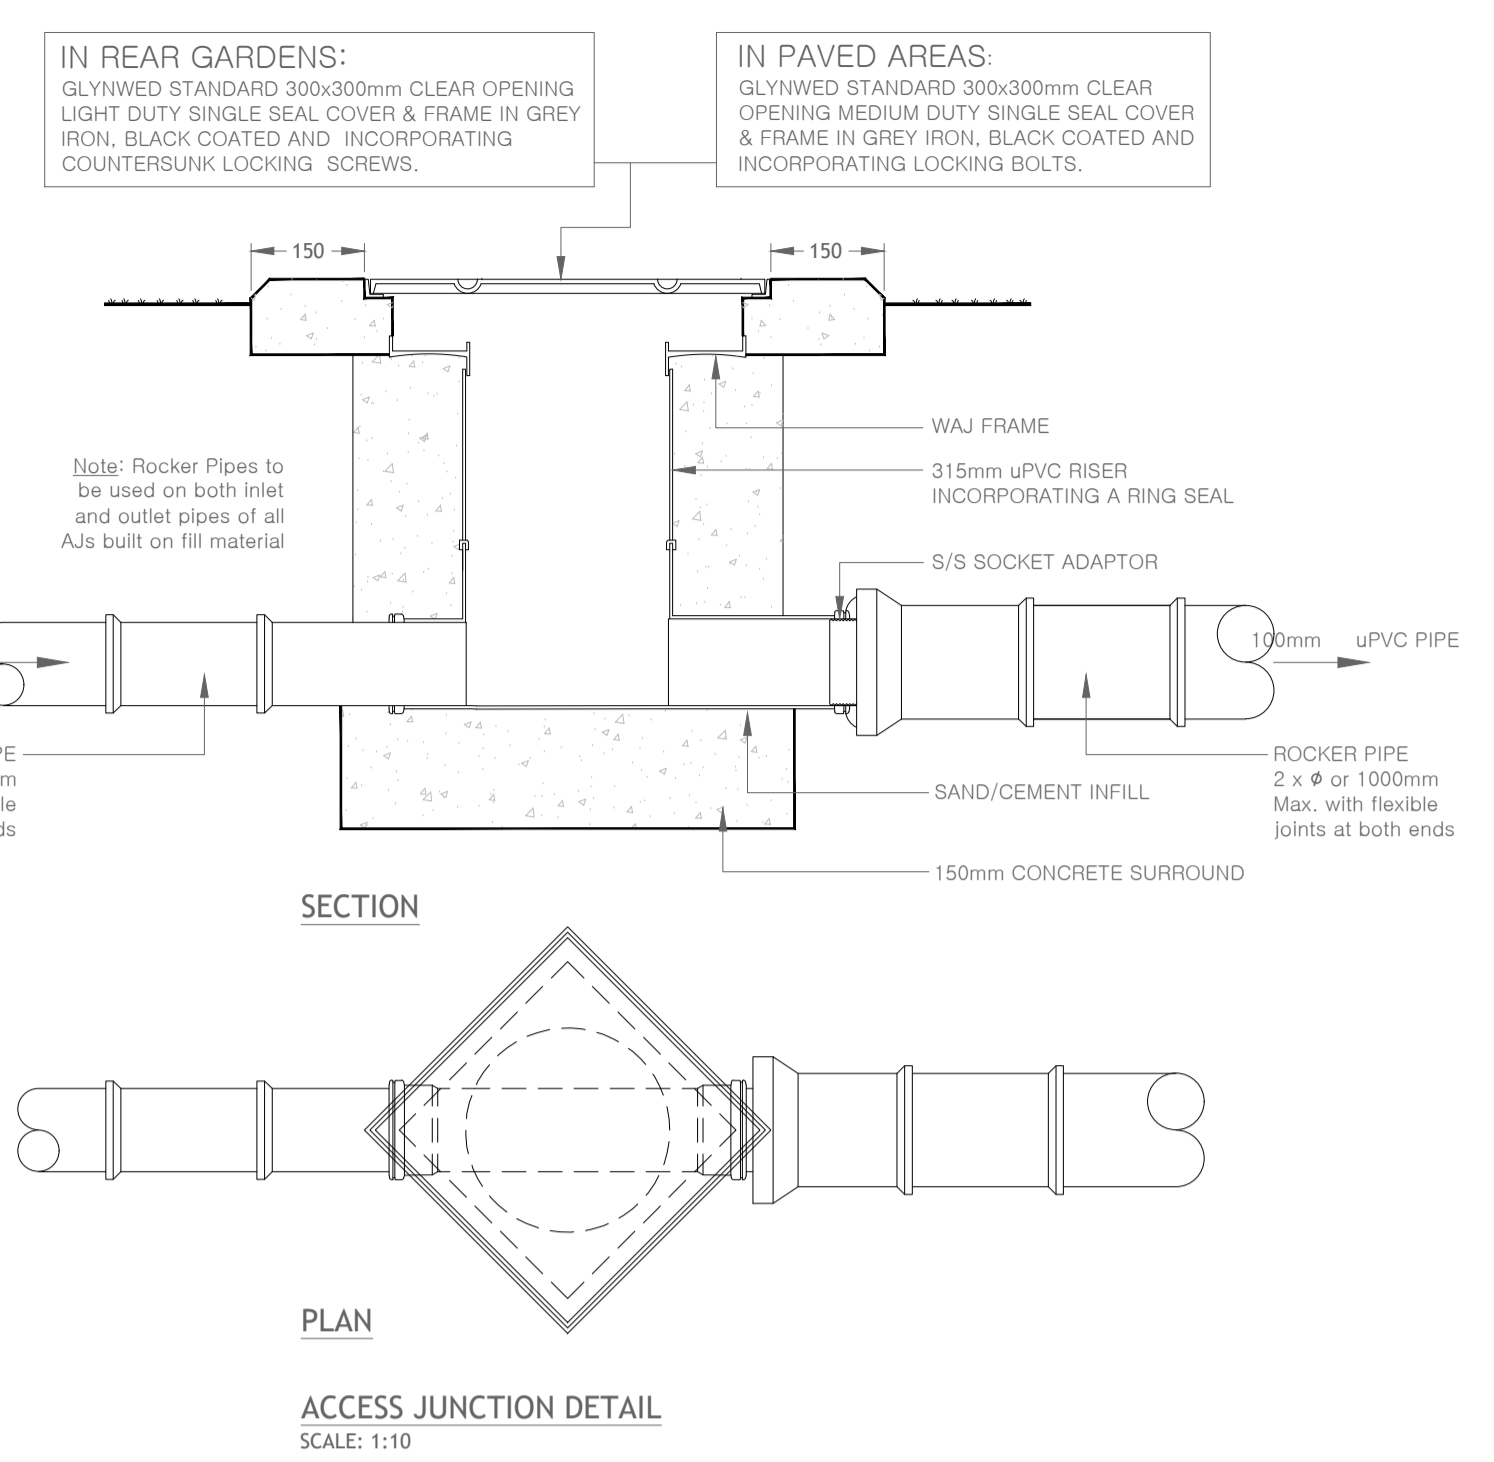 IN REAR GARDENS:
GLYNWED STANDARD 300x300mm CLEAR OPENING
LIGHT DUTY SINGLE SEAL COVER & FRAME IN GREY
IRON, BLACK COATED AND INCORPORATING
COUNTERSUNK LOCKING SCREWS.
IN PAVED AREAS:
GLYNWED STANDARD 300x300mm CLEAR
OPENING MEDIUM DUTY SINGLE SEAL COVER
& FRAME IN GREY IRON, BLACK COATED AND
INCORPORATING LOCKING BOLTS.
150
150
WAJ FRAME
315mm uPVC RISER
INCORPORATING A RING SEAL
Note: Rocker Pipes to
be used on both inlet
and outlet pipes of all
AJs built on fill material
S/S SOCKET ADAPTOR
100mm uPVC PIPE
ROCKER PIPE
2 x Ø or 1000mm
Max. with flexible
joints at both ends
SAND/CEMENT INFILL
150mm CONCRETE SURROUND
SECTION
PLAN
ACCESS JUNCTION DETAIL
SCALE: 1:10